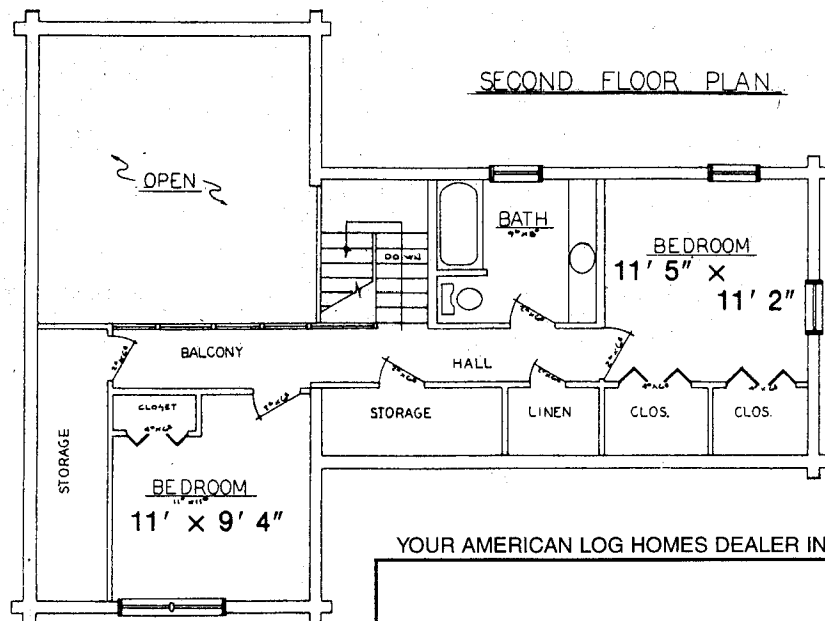 SECOND FLOOR PLAN
OPEN
BATH
DOWN
BEDROOM
11' 5" ×
11' 2"
BALCONY
HALL
CLOSET
STORAGE
LINEN
CLOS.
CLOS.
STORAGE
BEDROOM
11' × 9' 4"
YOUR AMERICAN LOG HOMES DEALER IN